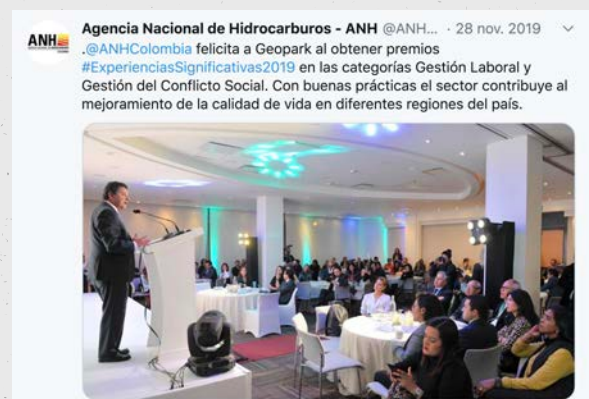 ANH
Agencia Nacional de Hidrocarburos - ANH @ANH... · 28 nov. 2019
.@ANHColombia felicita a Geopark al obtener premios
#ExperienciasSignificativas2019 en las categorías Gestión Laboral y
Gestión del Conflicto Social. Con buenas prácticas el sector contribuye al
mejoramiento de la calidad de vida en diferentes regiones del país.